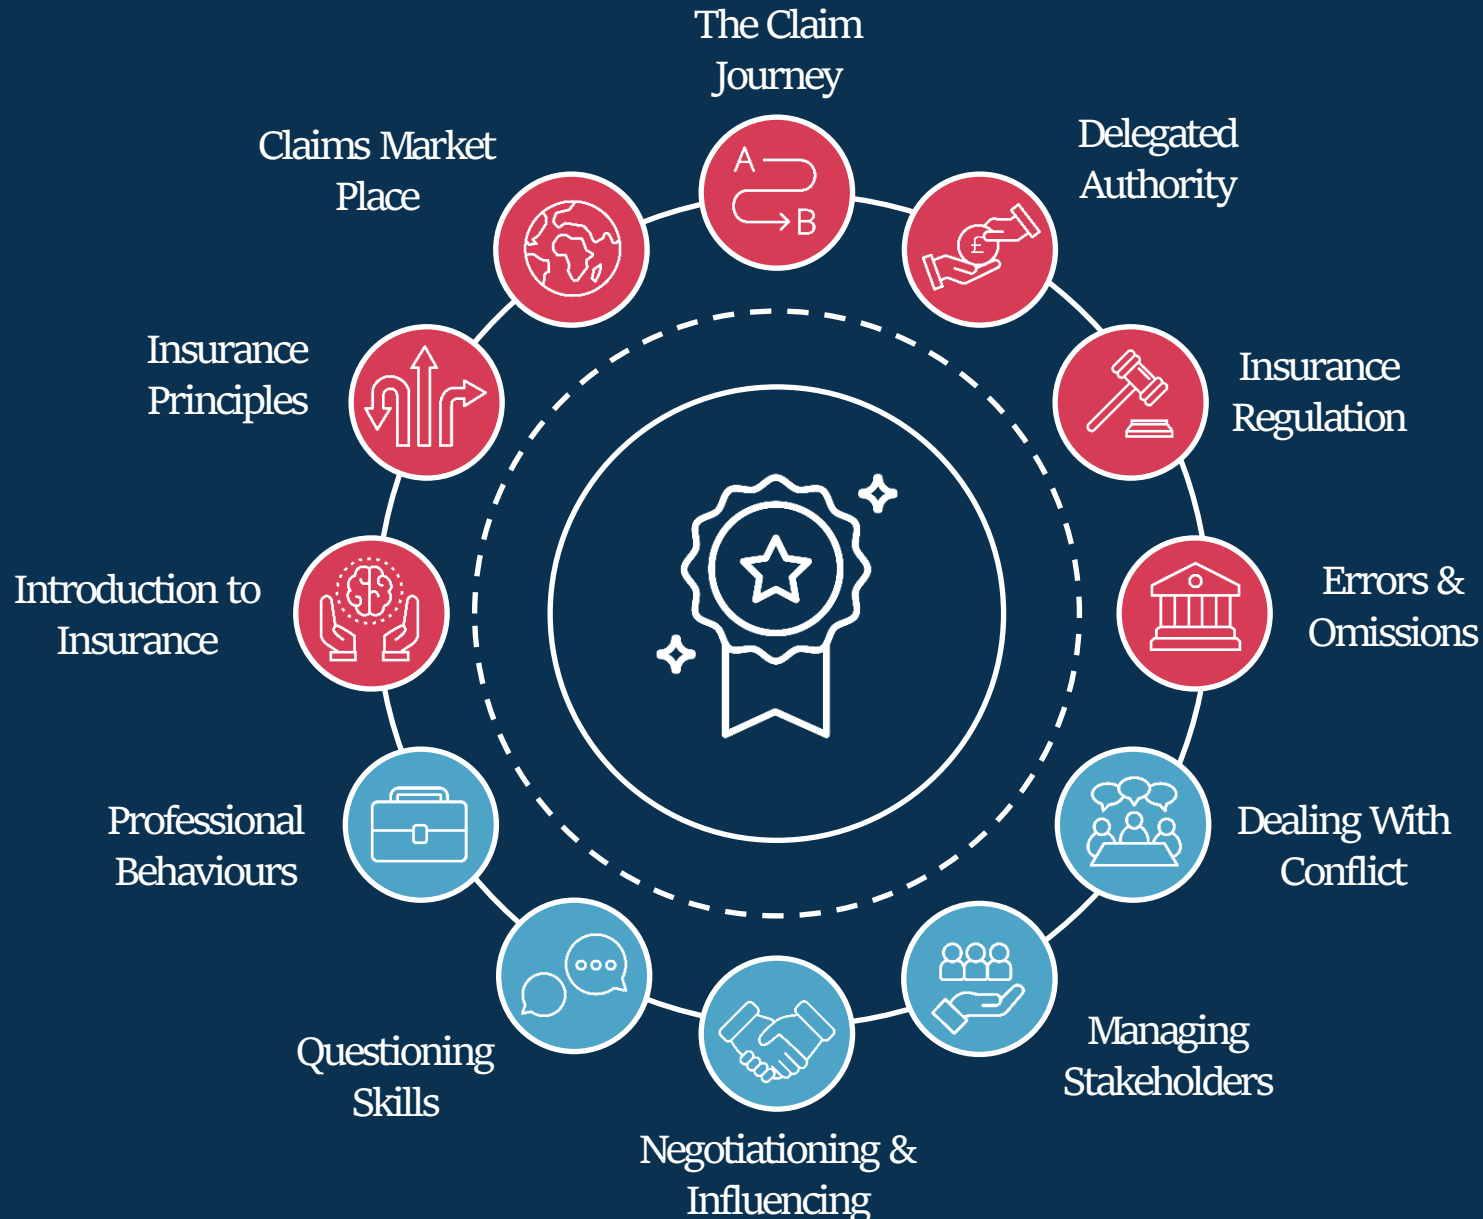 The Claim
Journey
Delegated
Authority
Insurance
Regulation
Errors &
Omissions
Dealing With
Conflict
Managing
Stakeholders
Negotiationing &
Influencing
Questioning
Skills
Professional
Behaviours
Introduction to
Insurance
Insurance
Principles
Claims Market
Place
A
B
£